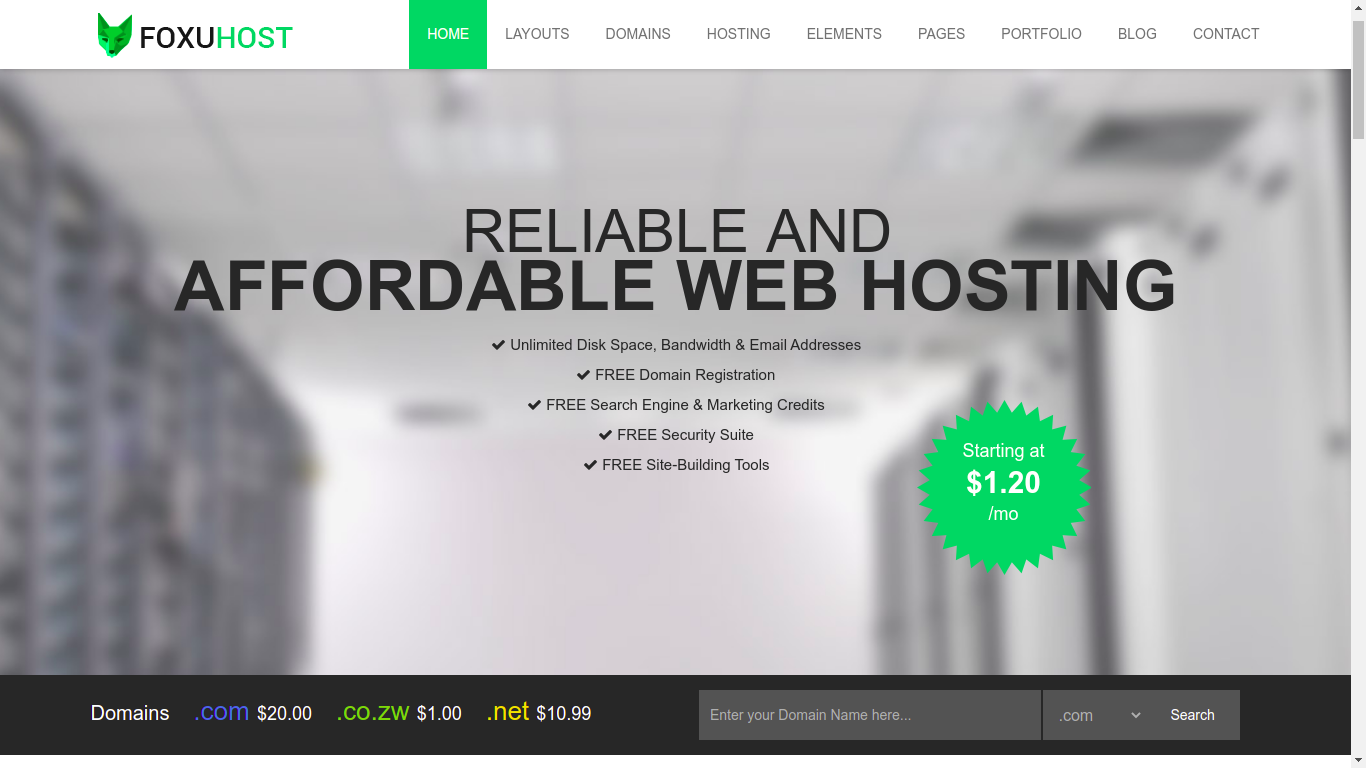 FOXUHOST
HOME LAYOUTS DOMAINS HOSTING ELEMENTS PAGES PORTFOLIO BLOG CONTACT
RELIABLE AND
AFFORDABLE WEB HOSTING
Unlimited Disk Space, Bandwidth & Email Addresses
FREE Domain Registration
FREE Search Engine & Marketing Credits
FREE Security Suite
FREE Site-Building Tools
Starting at
$1.20
/mo
Domains .com $20.00 .co.zw $1.00 .net $10.99
Enter your Domain Name here... .com Search